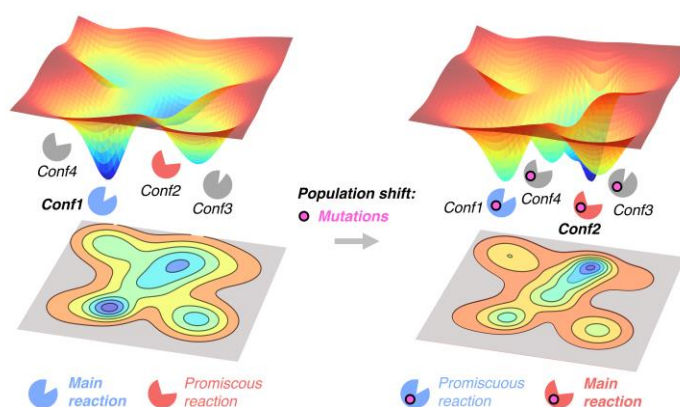 Conf4
Conf1
Conf2
Conf3
Population shift:
Mutations
Conf1
Conf4
Conf2
Conf3
Main
reaction
Promiscous
reaction
Promiscuous
reaction
Main
reaction